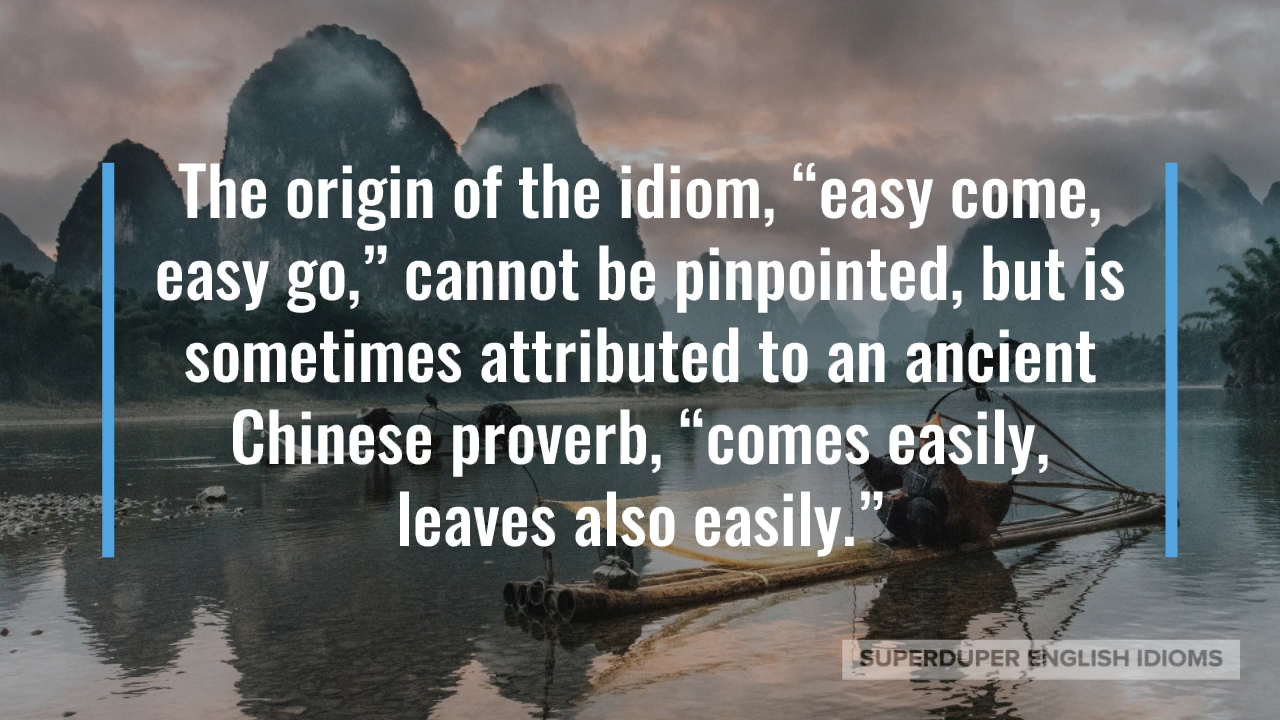 The origin of the idiom, “easy come,
easy go,” cannot be pinpointed, but is
sometimes attributed to an ancient
Chinese proverb, “comes easily,
leaves also easily.”
SUPERDUPER ENGLISH IDIOMS